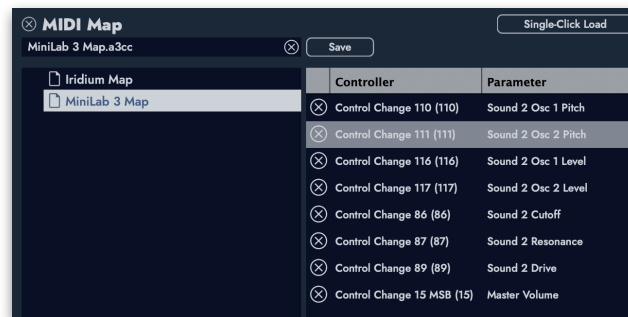 MIDI Map
Single-Click Load
MiniLab 3 Map.a3cc
Save
Iridium Map
MiniLab 3 Map
Controller Parameter
Control Change 110 (110) Sound 2 Osc 1 Pitch
Control Change 111 (111) Sound 2 Osc 2 Pitch
Control Change 116 (116) Sound 2 Osc 1 Level
Control Change 117 (117) Sound 2 Osc 2 Level
Control Change 86 (86) Sound 2 Cutoff
Control Change 87 (87) Sound 2 Resonance
Control Change 89 (89) Sound 2 Drive
Control Change 15 MSB (15) Master Volume